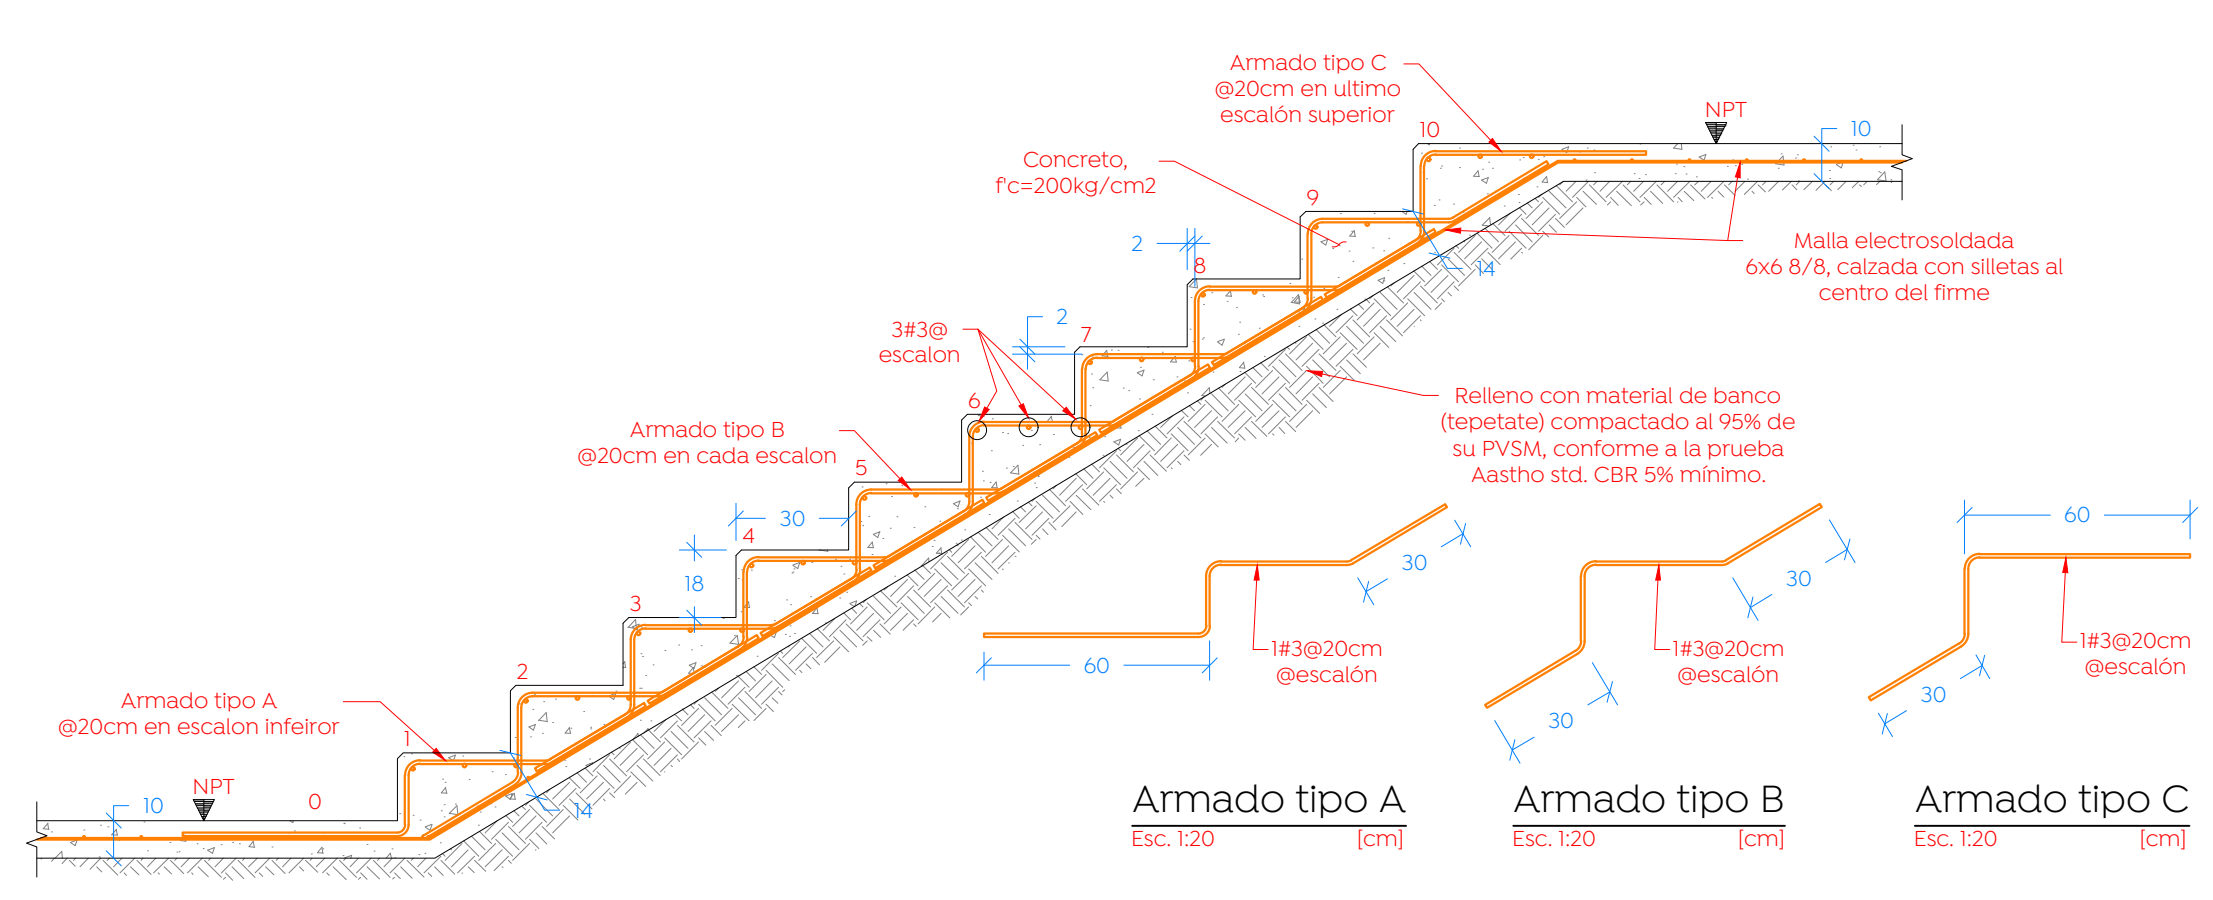 Armado tipo C
@20cm en ultimo
escalón superior
10
NPT
10
Concreto,
f'c=200kg/cm2
9
2
8
14
Malla electrosoldada
6x6 8/8, calzada con silletas al
centro del firme
3#3@
escalon
2
7
6
Relleno con material de banco
(tepetate) compactado al 95% de
su PVSM, conforme a la prueba
Aastho std. CBR 5% mínimo.
Armado tipo B
@20cm en cada escalon
5
30
4
18
3
2
Armado tipo A
@20cm en escalon infeiror
1
NPT
0
10
14
30
1#3@20cm
@escalón
60
Armado tipo A
Esc. 1:20 [cm]
30
1#3@20cm
@escalón
30
Armado tipo B
Esc. 1:20 [cm]
60
1#3@20cm
@escalón
30
Armado tipo C
Esc. 1:20 [cm]